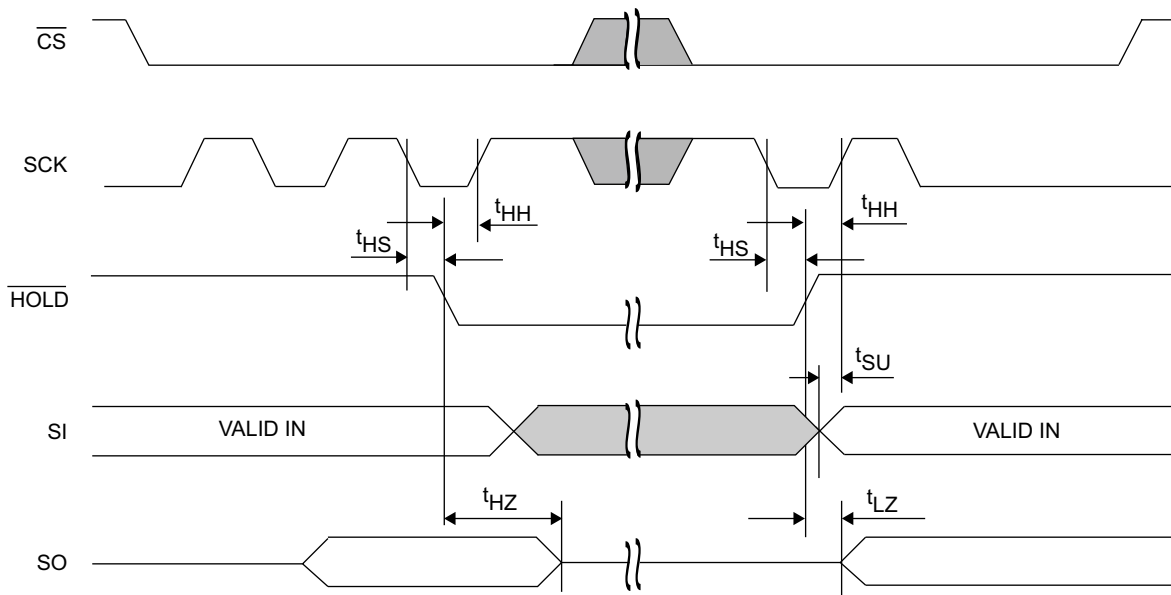 CS
SCK
tHH
tHH
tHS
tHS
HOLD
tSU
SI
VALID IN
VALID IN
tHZ
tLZ
SO